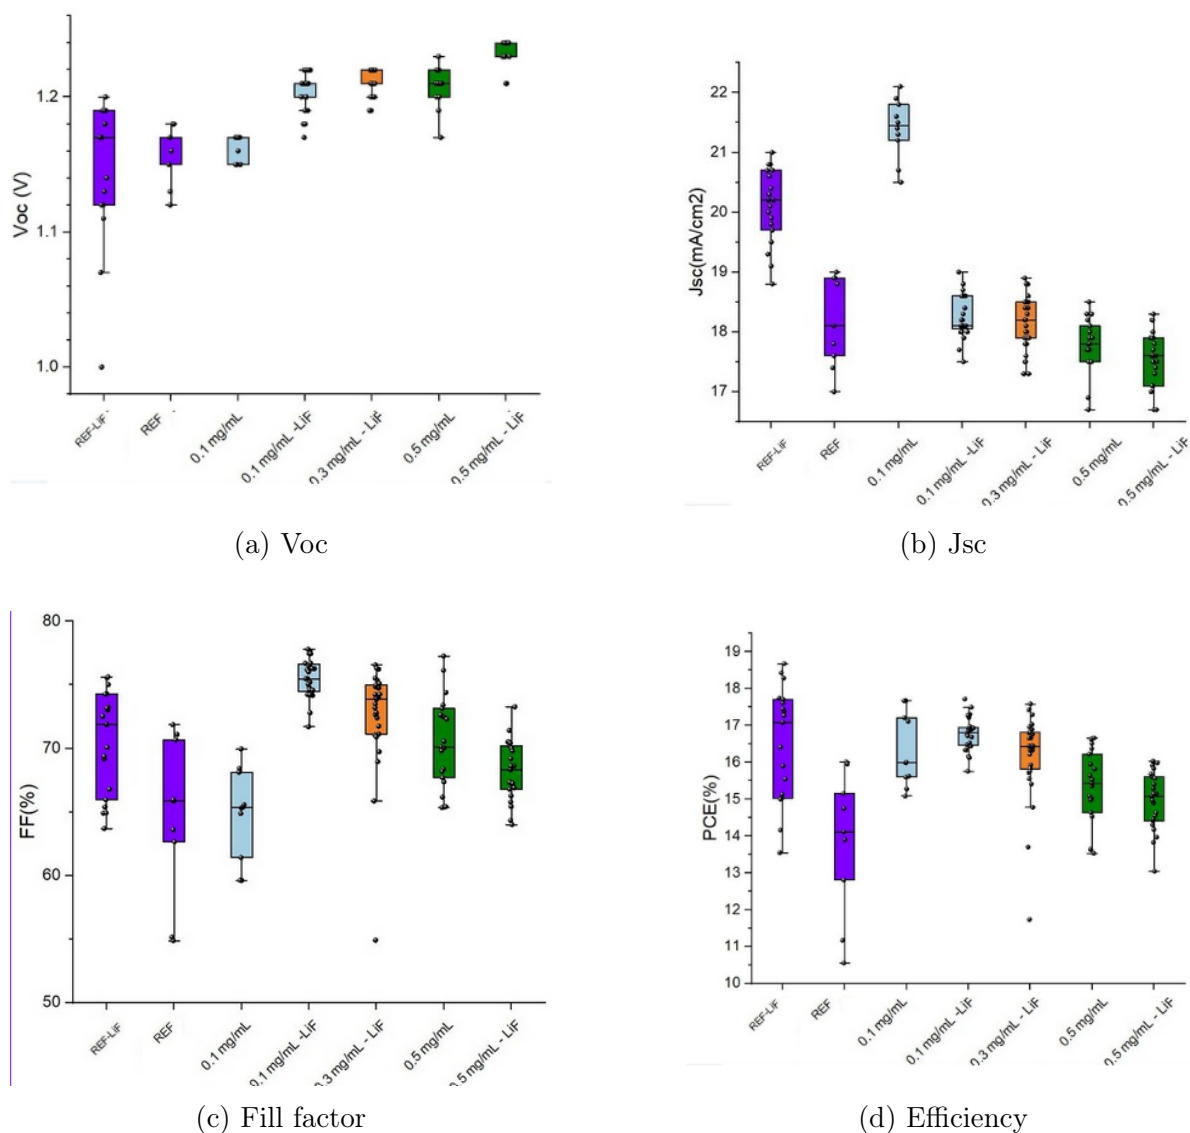 Voc (V)
1.2
1.1
1.0
REF-LiF
REF
0.1 mg/mL
0.1 mg/mL -LiF
0.3 mg/mL - LiF
0.5 mg/mL
0.5 mg/mL - LiF
(a) Voc
Jsc(mA/cm2)
22
21
20
19
18
17
REF-LiF
REF
0.1 mg/mL
0.1 mg/mL -LiF
0.3 mg/mL - LiF
0.5 mg/mL
0.5 mg/mL - LiF
(b) Jsc
FF(%)
80
70
60
50
REF-LiF
REF
0.1 mg/mL
0.1 mg/mL -LiF
0.3 mg/mL - LiF
0.5 mg/mL
0.5 mg/mL - LiF
(c) Fill factor
PCE(%)
19
18
17
16
15
14
13
12
11
10
REF-LiF
REF
0.1 mg/mL
0.1 mg/mL -LiF
0.3 mg/mL - LiF
0.5 mg/mL
0.5 mg/mL - LiF
(d) Efficiency